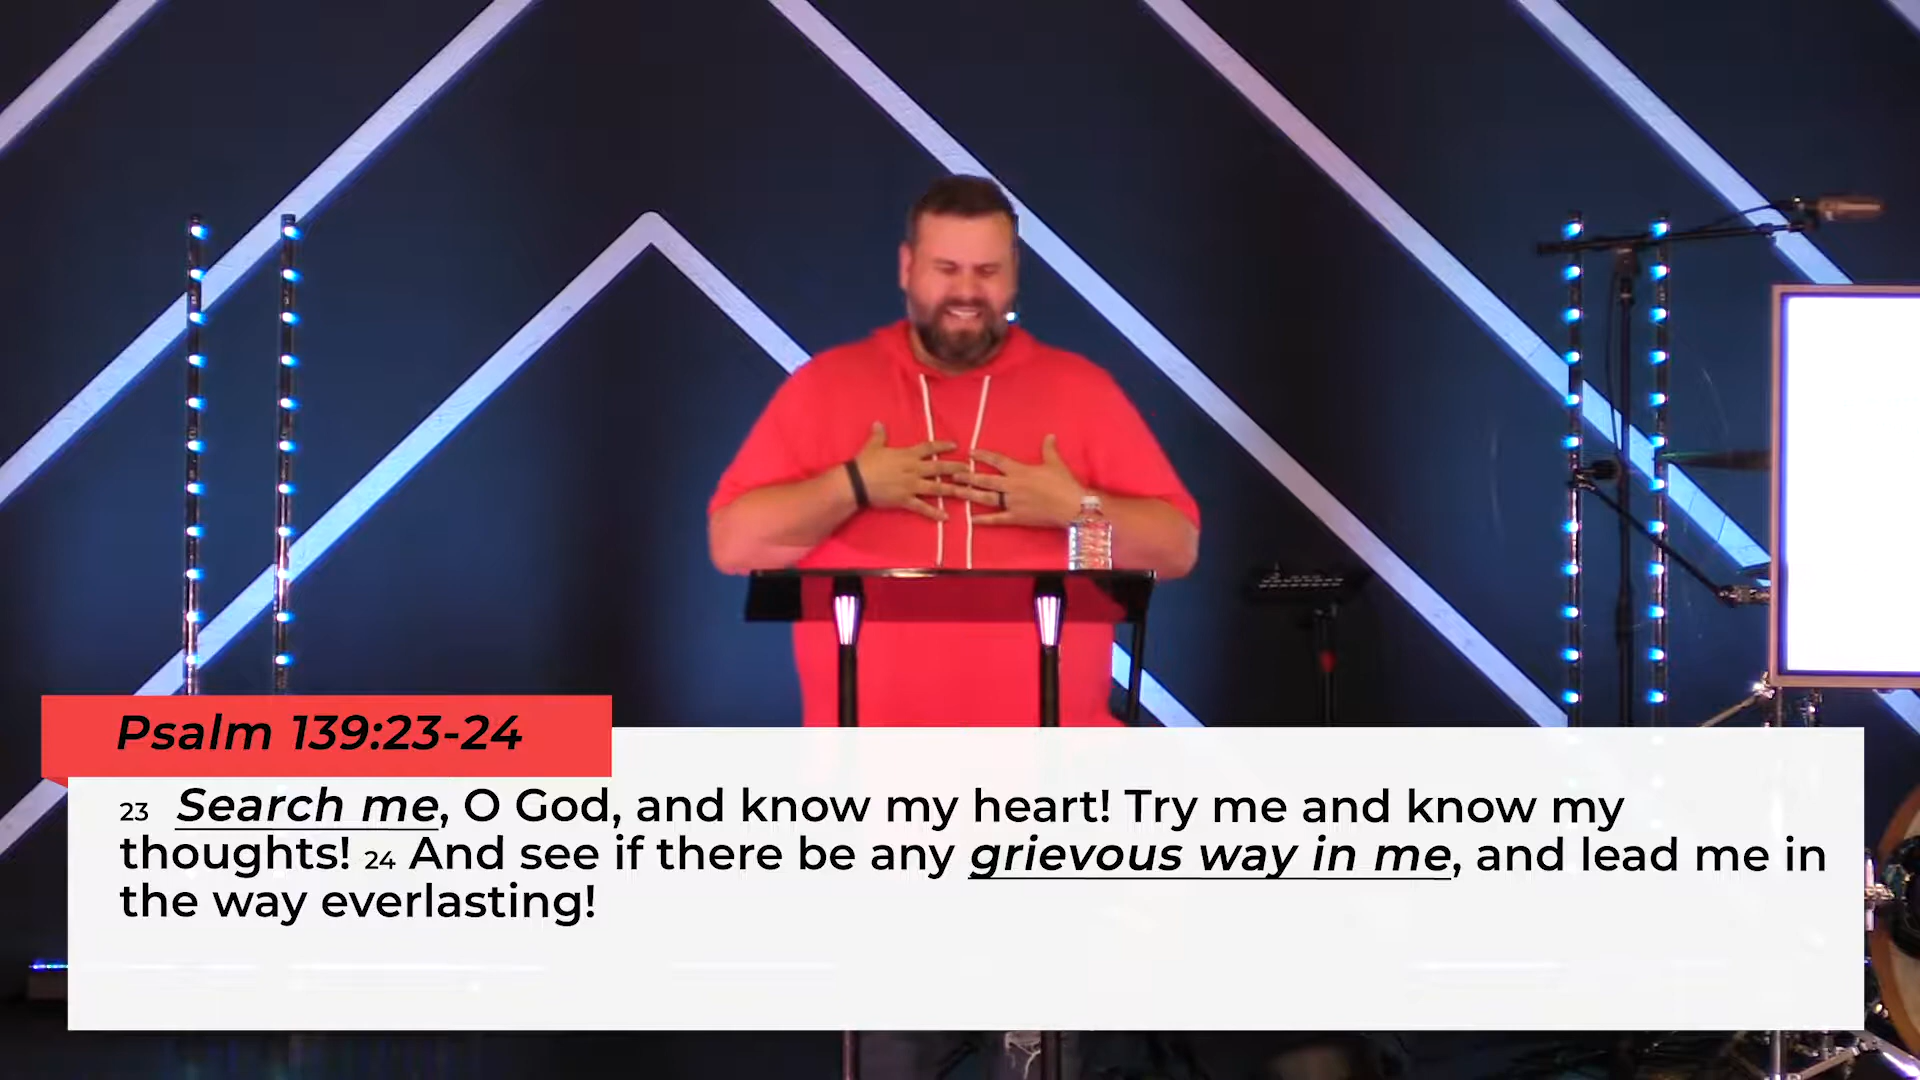 Psalm 139:23-24
23 Search me, O God, and know my heart! Try me and know my
thoughts! 24 And see if there be any grievous way in me, and lead me in
the way everlasting!